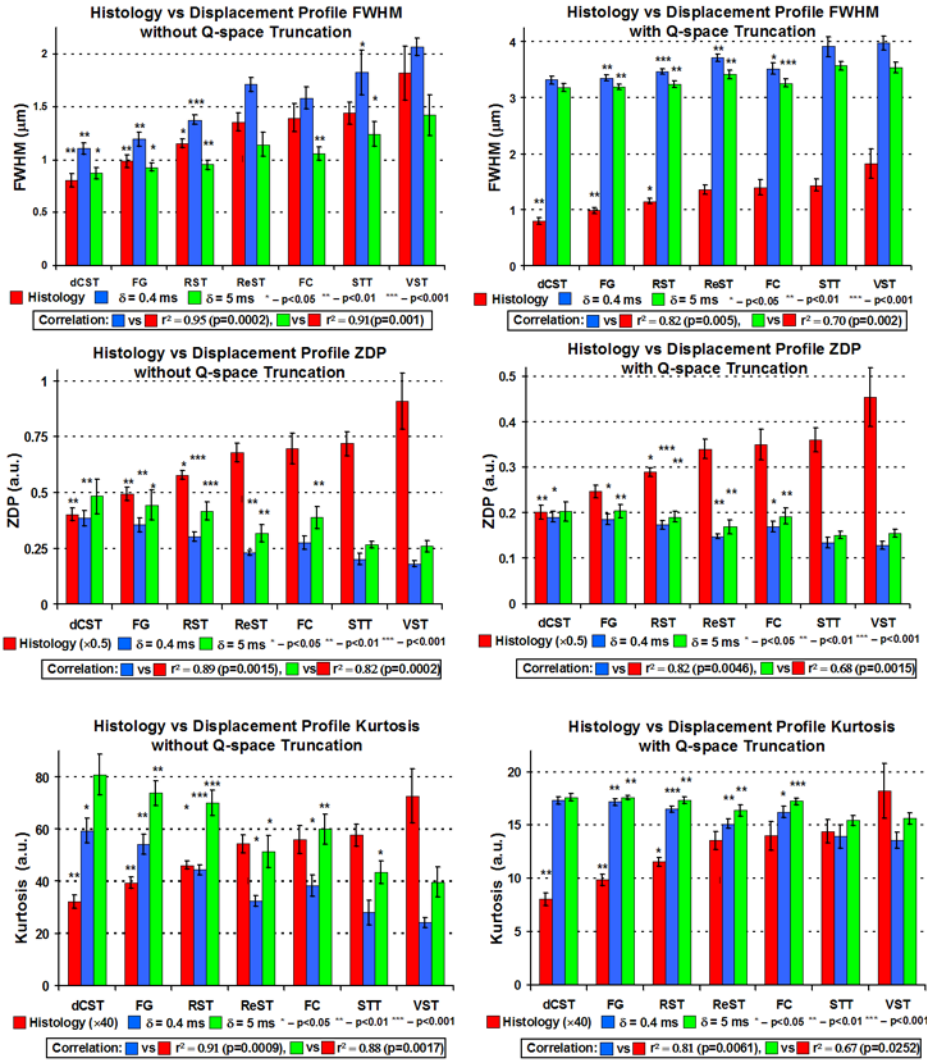 Histology vs Displacement Profile FWHM
without Q-space Truncation
FWHM (µm)
2
1.5
1
0.5
0
** ** * ** ** * * *** ** ** * *
dCST FG RST ReST FC STT VST
Histology δ = 0.4 ms δ = 5 ms * – p<0.05 ** – p<0.01 *** – p<0.001
Correlation: vs r² = 0.95 (p=0.0002), vs r² = 0.91(p=0.001)
Histology vs Displacement Profile FWHM
with Q-space Truncation
FWHM (µm)
4
3
2
1
0
** ** ** ** * *** ** ** ** * ***
dCST FG RST ReST FC STT VST
Histology δ = 0.4 ms δ = 5 ms * – p<0.05 ** – p<0.01 *** – p<0.001
Correlation: vs r² = 0.82 (p=0.005), vs r² = 0.70 (p=0.002)
Histology vs Displacement Profile ZDP
without Q-space Truncation
ZDP (a.u.)
1
0.75
0.5
0.25
0
** ** ** ** * * *** *** ** * ** **
dCST FG RST ReST FC STT VST
Histology (×0.5) δ = 0.4 ms δ = 5 ms * – p<0.05 ** – p<0.01 *** – p<0.001
Correlation: vs r² = 0.89 (p=0.0015), vs r² = 0.82 (p=0.0002)
Histology vs Displacement Profile ZDP
with Q-space Truncation
ZDP (a.u.)
0.5
0.4
0.3
0.2
0.1
0
** * * ** * *** ** ** ** * **
dCST FG RST ReST FC STT VST
Histology (×0.5) δ = 0.4 ms δ = 5 ms * – p<0.05 ** – p<0.01 *** – p<0.001
Correlation: vs r² = 0.82 (p=0.0046), vs r² = 0.68 (p=0.0015)
Histology vs Displacement Profile Kurtosis
without Q-space Truncation
Kurtosis (a.u.)
80
60
40
20
0
** * ** ** ** * *** *** * * * ** *
dCST FG RST ReST FC STT VST
Histology (×40) δ = 0.4 ms δ = 5 ms * – p<0.05 ** – p<0.01 *** – p<0.001
Correlation: vs r² = 0.91 (p=0.0009), vs r² = 0.88 (p=0.0017)
Histology vs Displacement Profile Kurtosis
with Q-space Truncation
Kurtosis (a.u.)
20
15
10
5
0
** ** ** ** * *** ** ** ** * ***
dCST FG RST ReST FC STT VST
Histology (×40) δ = 0.4 ms δ = 5 ms * – p<0.05 ** – p<0.01 *** – p<0.001
Correlation: vs r² = 0.81 (p=0.0061), vs r² = 0.67 (p=0.0252)